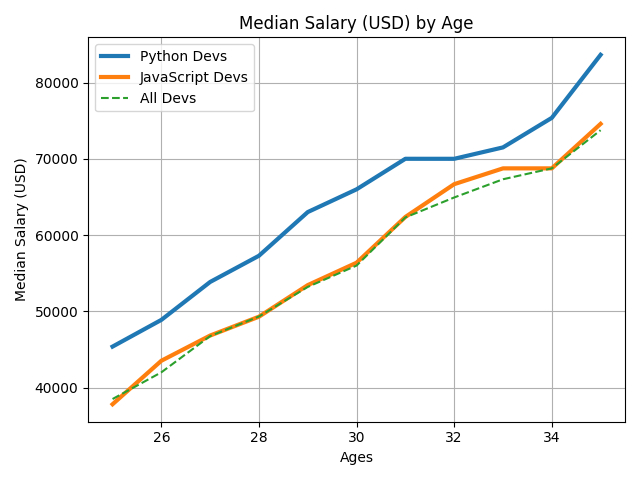 Median Salary (USD) by Age
Python Devs
JavaScript Devs
All Devs
Median Salary (USD)
80000
70000
60000
50000
40000
26 28 30 32 34
Ages